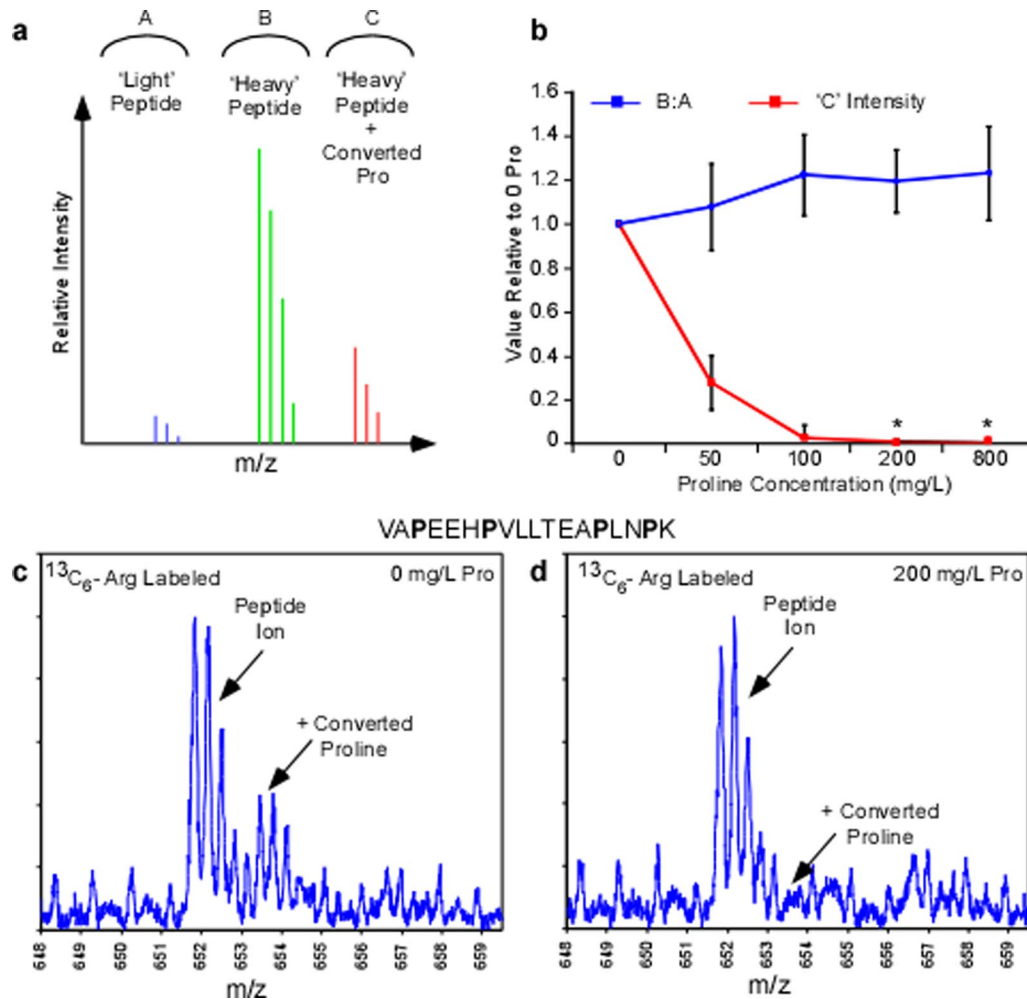 a
A
B
C
'Light'
Peptide
'Heavy'
Peptide
'Heavy'
Peptide
+
Converted
Pro
Relative Intensity
m/z
b
B:A
'C' Intensity
Value Relative to 0 Pro
1.6
1.4
1.2
1.0
0.8
0.6
0.4
0.2
0
*
*
0
50
100
200
800
Proline Concentration (mg/L)
VAPEEHPVLLTEAPLNPK
c
13C6- Arg Labeled
0 mg/L Pro
Peptide
Ion
+ Converted
Proline
648
649
650
651
652
653
654
655
656
657
658
659
m/z
d
13C6- Arg Labeled
200 mg/L Pro
Peptide
Ion
+ Converted
Proline
648
649
650
651
652
653
654
655
656
657
658
659
m/z